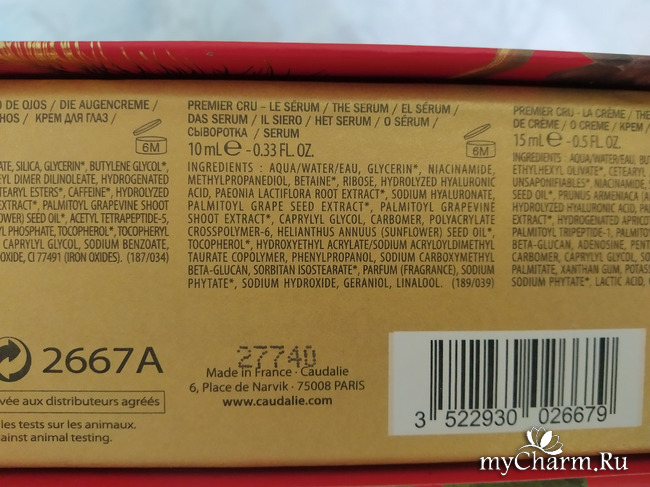 O DE OJOS / DIE AUGENCREME /
HOS / КРЕМ ДЛЯ ГЛАЗ /
6M
SILICA, GLYCERIN*, BUTYLENE GLYCOL*,
DIMER DILINOLEATE, HYDROGENATED
ESTERS*, CAFFEINE*, HYDROLYZED
EXTRACT*, PALMITOYL GRAPEVINE SHOOT
SEED OIL*, ACETYL TETRAPEPTIDE-5,
PHOSPHATE, TOCOPHEROL, TOCOPHERYL
CAPRYLYL GLYCOL, SODIUM BENZOATE,
CI 77491 (IRON OXIDES). (187/034)
PREMIER CRU - LE SÉRUM / THE SERUM / EL SÉRUM /
DAS SERUM / IL SIERO / HET SERUM / O SÉRUM /
СЫВОРОТКА / SERUM
10 mL e - 0.33 FL. OZ.
6M
INGREDIENTS : AQUA/WATER/EAU, GLYCERIN*, NIACINAMIDE,
METHYLPROPANEDIOL, BETAINE*, RIBOSE, HYDROLYZED HYALURONIC
ACID, PAEONIA LACTIFLORA ROOT EXTRACT*, SODIUM HYALURONATE,
PALMITOYL GRAPE SEED EXTRACT*, PALMITOYL GRAPEVINE
SHOOT EXTRACT*, CAPRYLYL GLYCOL, CARBOMER, POLYACRYLATE
CROSSPOLYMER-6, HELIANTHUS ANNUUS (SUNFLOWER) SEED OIL*,
TOCOPHEROL*, HYDROXYETHYL ACRYLATE/SODIUM ACRYLOYLDIMETHYL
TAURATE COPOLYMER, PHENYLPROPANOL, SODIUM CARBOXYMETHYL
BETA-GLUCAN, SORBITAN ISOSTEARATE*, PARFUM (FRAGRANCE), SODIUM
PHYTATE*, SODIUM HYDROXIDE, GERANIOL, LINALOOL. (189/039)
PREMIER CRU - LA CRÈME / THE
DE CRÈME / O CREME / КРЕМ
15 mL e - 0.5 FL. OZ.
INGREDIENTS : AQUA/WATER/EAU,
ETHYLHEXYL OLIVATE*, CETEARYL
UNSAPONIFIABLES*, NIACINAMIDE,
SEED OIL*, PRUNUS ARMENIACA
HYDROLYZED HYALURONIC ACID,
EXTRACT*, HYDROGENATED
PALMITOYL TRIPEPTIDE-1, PALMITOYL
BETA-GLUCAN, ADENOSINE,
CARBOMER, CAPRYLYL GLYCOL,
PALMITATE, XANTHAN GUM,
SODIUM PHYTATE*, LACTIC ACID,
2667A
27740
Made in France · Caudalie
6, Place de Narvik · 75008 PARIS
www.caudalie.com
vée aux distributeurs agréés
les tests sur les animaux.
ainst animal testing.
3 522930 026679
myCharm.Ru